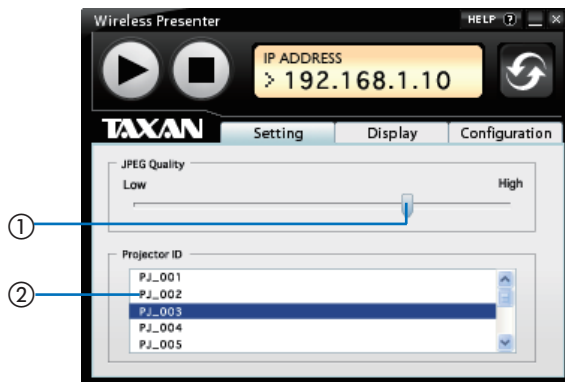 Wireless Presenter
HELP ?
IP ADDRESS
> 192.168.1.10
TAXAN
Setting Display Configuration
JPEG Quality
Low High
①
Projector ID
PJ_001
② PJ_002
PJ_003
PJ_004
PJ_005